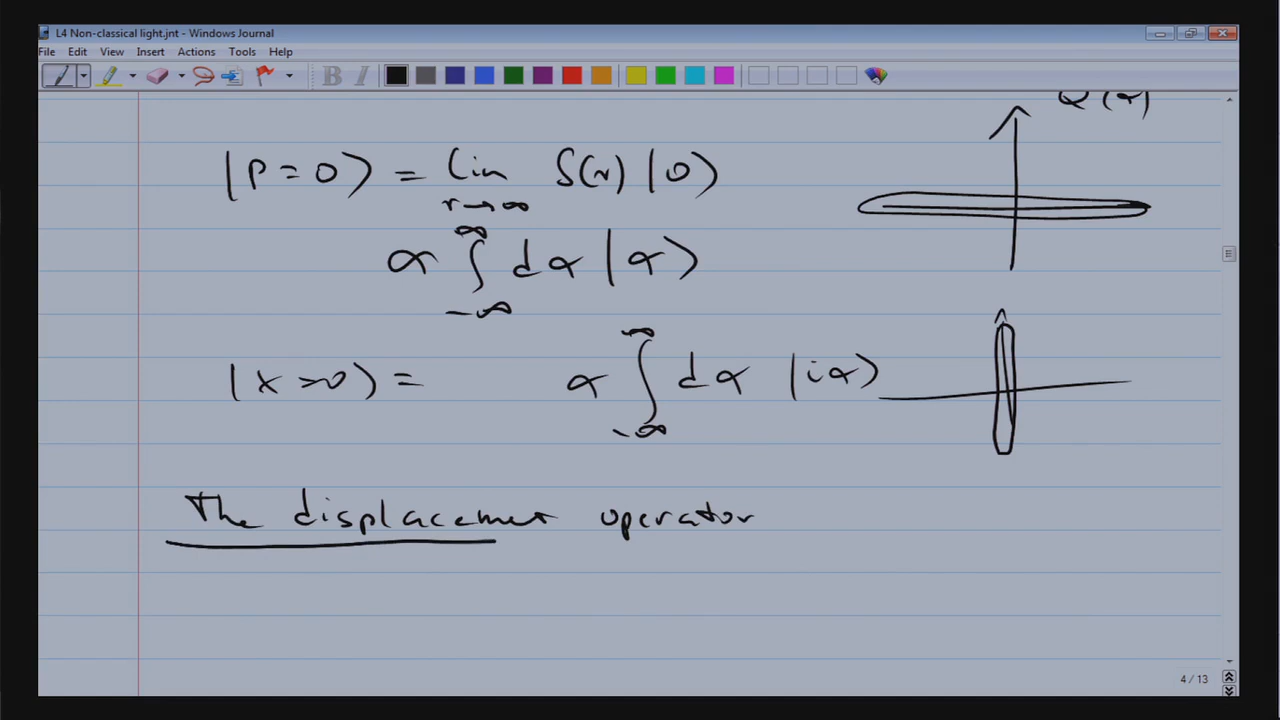 L4 Non-classical light.jnt - Windows Journal
File Edit View Insert Actions Tools Help
B I
Q(α)
|P=0⟩ = lim S(r) |0⟩
r→∞
∝ ∫_{-∞}^{∞} dα |α⟩
|x=0⟩ = ∝ ∫_{-∞}^{∞} dα |iα⟩
The displacemet operator
4 / 13